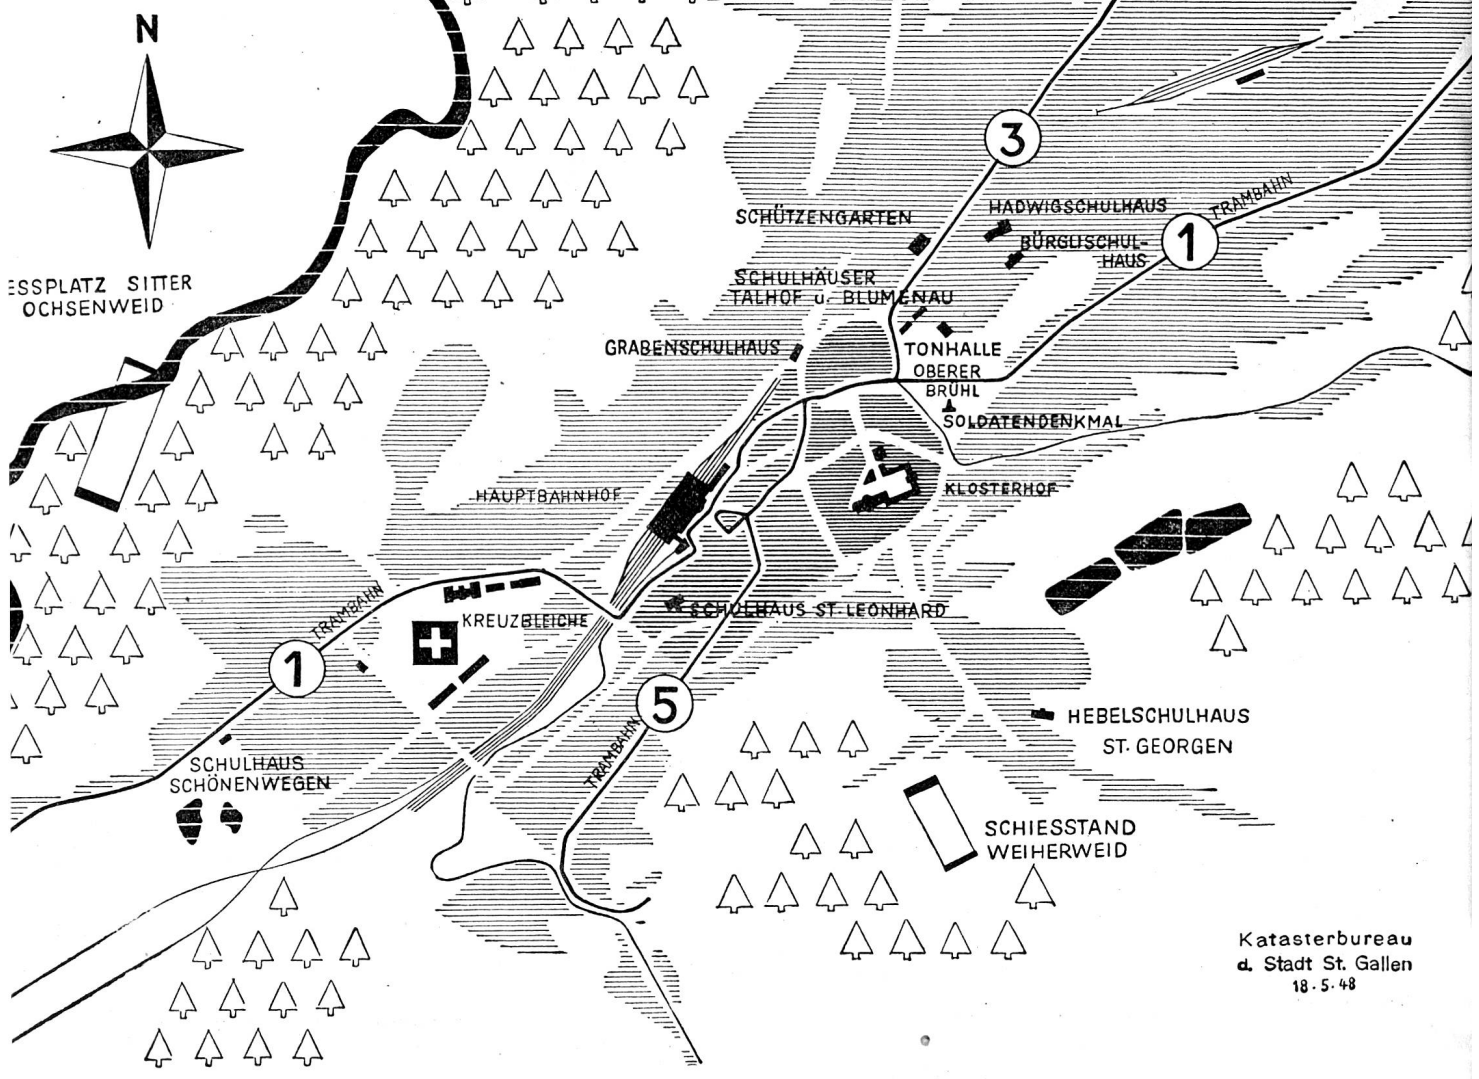 N
ESSPLATZ SITTER
OCHSENWEID
3
HADWIGSCHULHAUS
TRAMBAHN
1
SCHÜTZENGARTEN
BÜRGLISCHUL-
HAUS
SCHULHÄUSER
TALHOF u. BLUMENAU
GRABENSCHULHAUS
TONHALLE
OBERER
BRÜHL
SOLDATENDENKMAL
HAUPTBAHNHOF
KLOSTERHOF
TRAMBAHN
1
KREUZBLEICHE
SCHULHAUS ST. LEONHARD
5
TRAMBAHN
HEBELSCHULHAUS
ST. GEORGEN
SCHULHAUS
SCHÖNENWEGEN
SCHIESSTAND
WEIHERWEID
Katasterbureau
d. Stadt St. Gallen
18.5.48